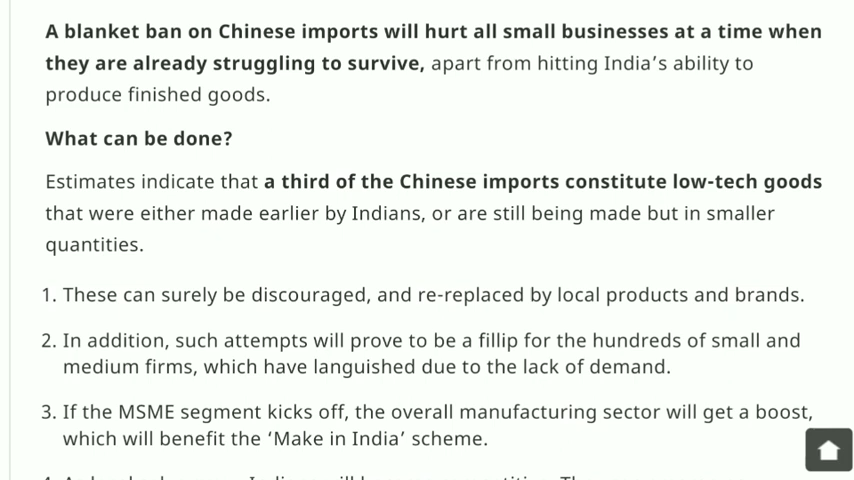 A blanket ban on Chinese imports will hurt all small businesses at a time when
they are already struggling to survive, apart from hitting India’s ability to
produce finished goods.
What can be done?
Estimates indicate that a third of the Chinese imports constitute low-tech goods
that were either made earlier by Indians, or are still being made but in smaller
quantities.
1. These can surely be discouraged, and re-replaced by local products and brands.
2. In addition, such attempts will prove to be a fillip for the hundreds of small and
medium firms, which have languished due to the lack of demand.
3. If the MSME segment kicks off, the overall manufacturing sector will get a boost,
which will benefit the ‘Make in India’ scheme.